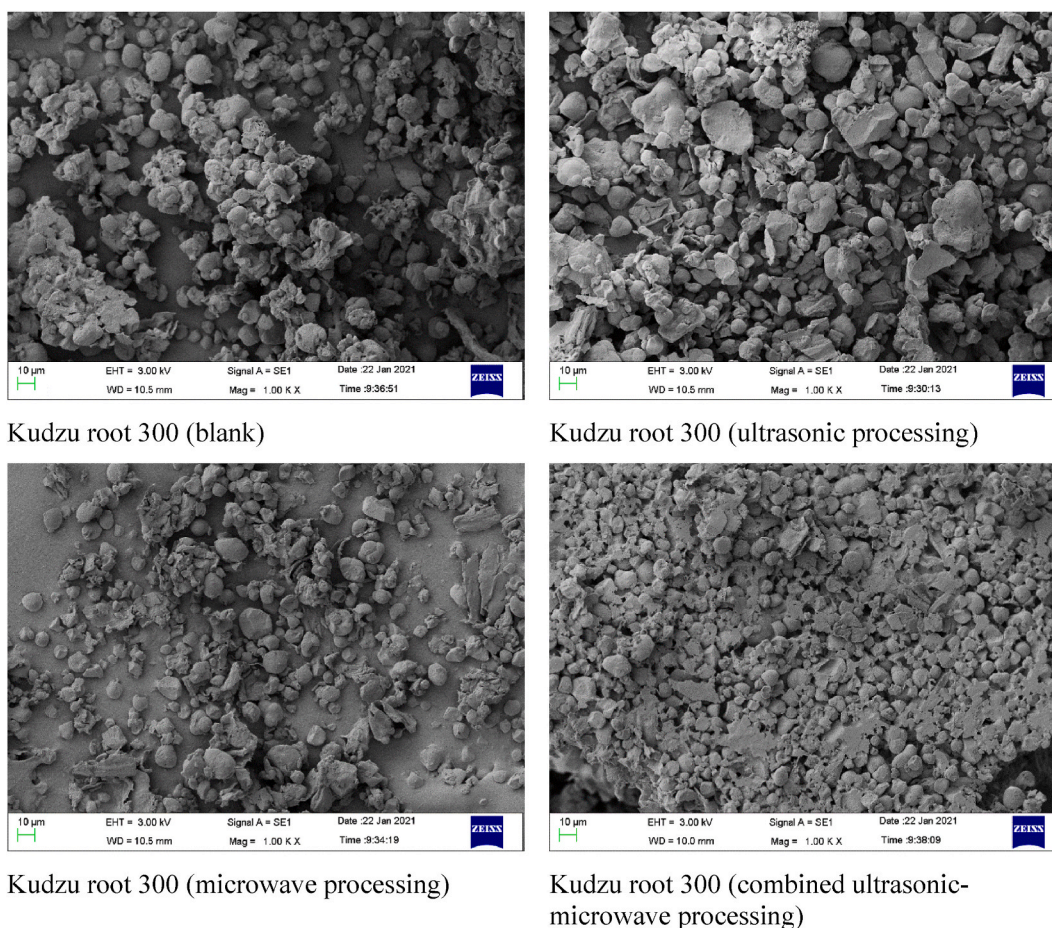 10 µm
EHT = 3.00 kV
Signal A = SE1
Date :22 Jan 2021
WD = 10.5 mm
Mag = 1.00 K X
Time :9:36:51
ZEISS
Kudzu root 300 (blank)
10 µm
EHT = 3.00 kV
Signal A = SE1
Date :22 Jan 2021
WD = 10.5 mm
Mag = 1.00 K X
Time :9:30:13
ZEISS
Kudzu root 300 (ultrasonic processing)
10 µm
EHT = 3.00 kV
Signal A = SE1
Date :22 Jan 2021
WD = 10.5 mm
Mag = 1.00 K X
Time :9:34:19
ZEISS
Kudzu root 300 (microwave processing)
10 µm
EHT = 3.00 kV
Signal A = SE1
Date :22 Jan 2021
WD = 10.0 mm
Mag = 1.00 K X
Time :9:38:09
ZEISS
Kudzu root 300 (combined ultrasonic-
microwave processing)